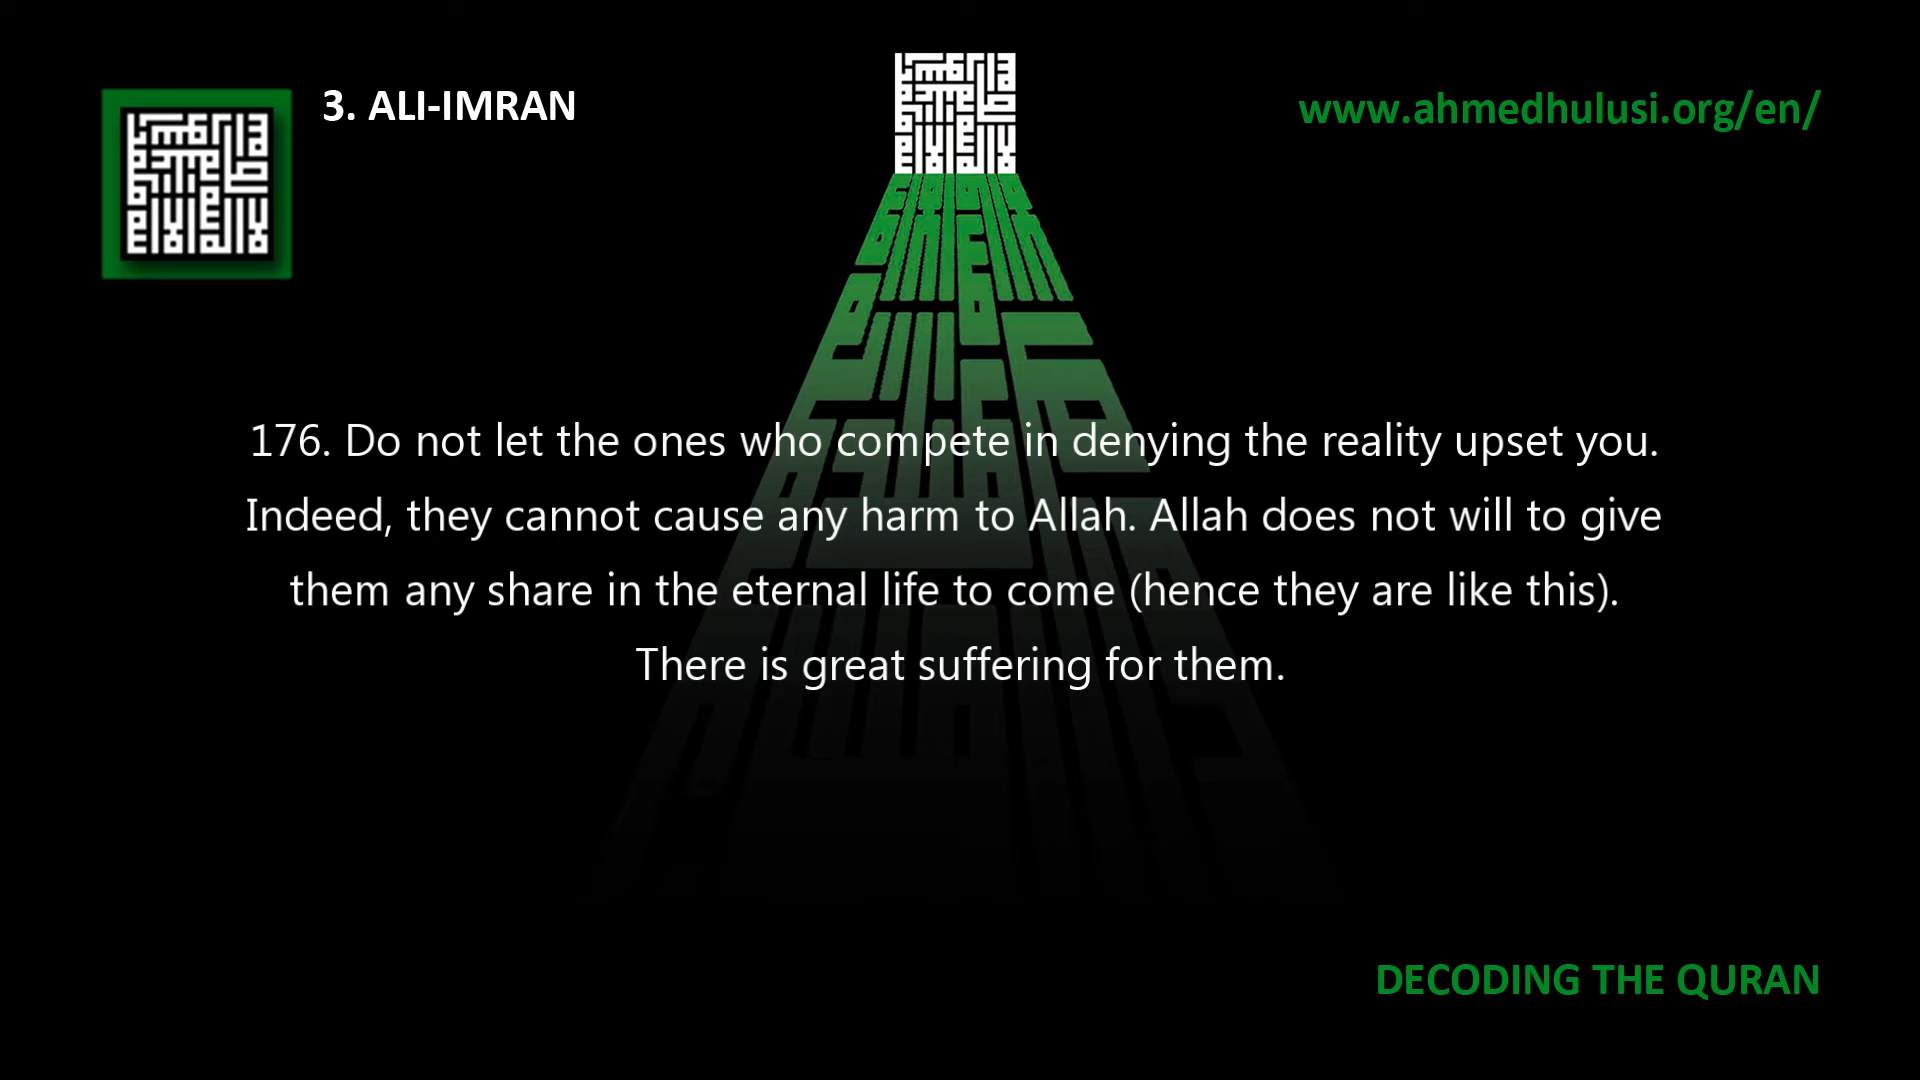 3. ALI-IMRAN
www.ahmedhulusi.org/en/
176. Do not let the ones who compete in denying the reality upset you.
Indeed, they cannot cause any harm to Allah. Allah does not will to give
them any share in the eternal life to come (hence they are like this).
There is great suffering for them.
DECODING THE QURAN